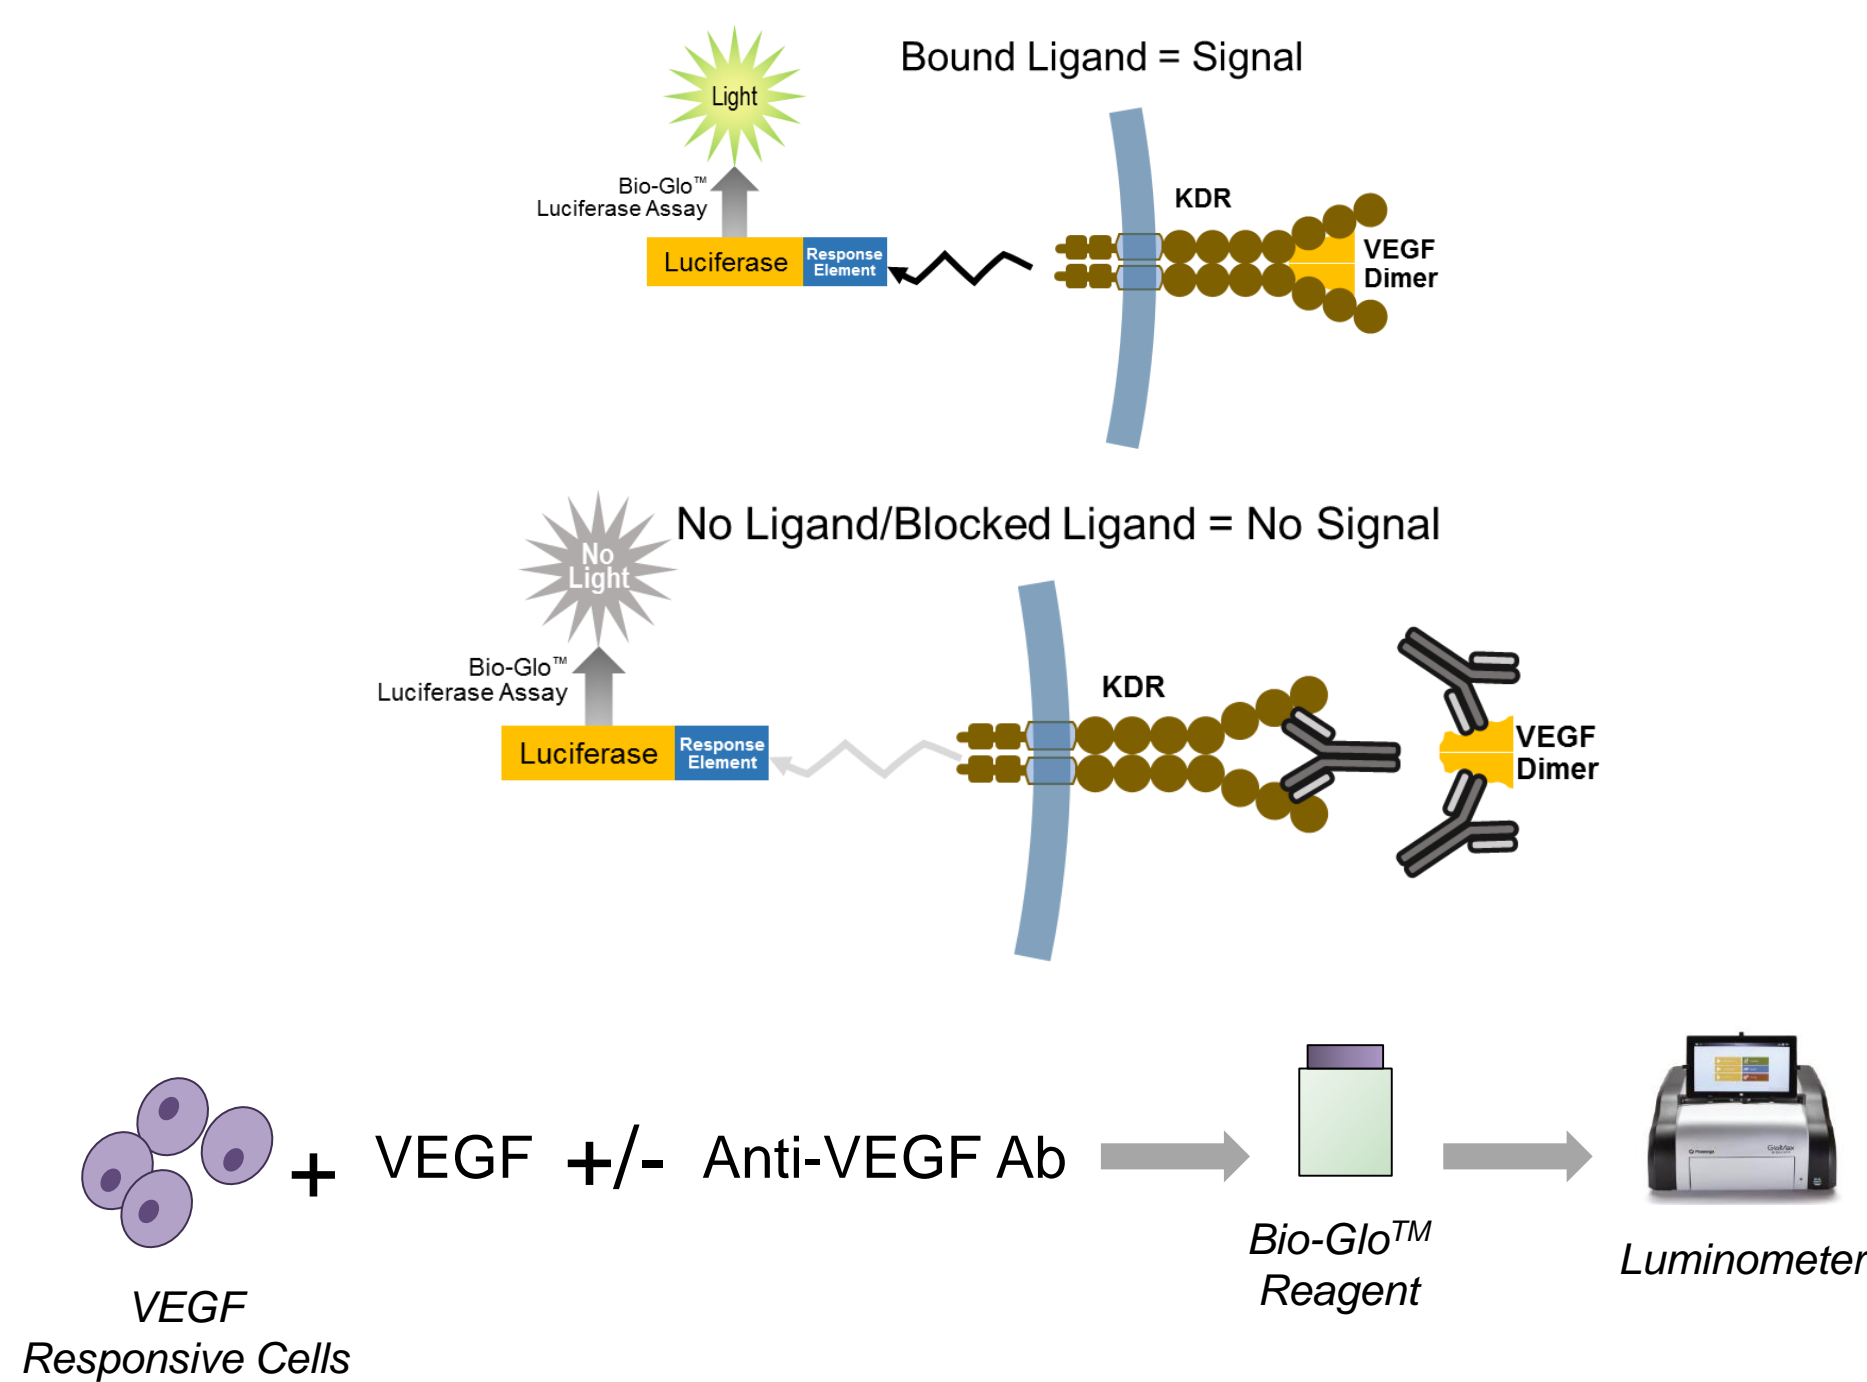 Bound Ligand = Signal
Light
Bio-Glo™
Luciferase Assay
KDR
Luciferase
Response
Element
VEGF
Dimer
No Ligand/Blocked Ligand = No Signal
No
Light
Bio-Glo™
Luciferase Assay
KDR
Luciferase
Response
Element
VEGF
Dimer
+ VEGF +/- Anti-VEGF Ab
Promega
GloMax
Bio-Glo™
Reagent
Luminometer
VEGF
Responsive Cells